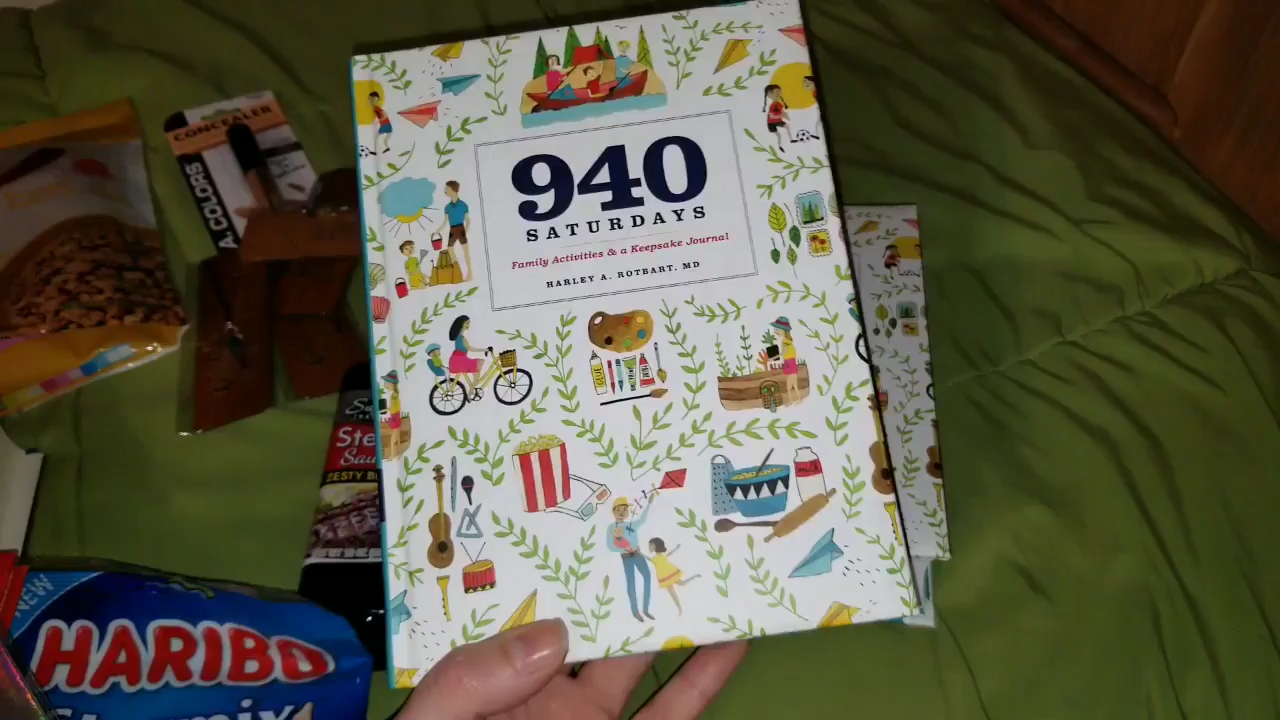 940
SATURDAYS
Family Activities & a Keepsake Journal
HARLEY A. ROTBART, MD
CONCEALER
A.COLORS
GLUE
milk
NEW
HARIBO